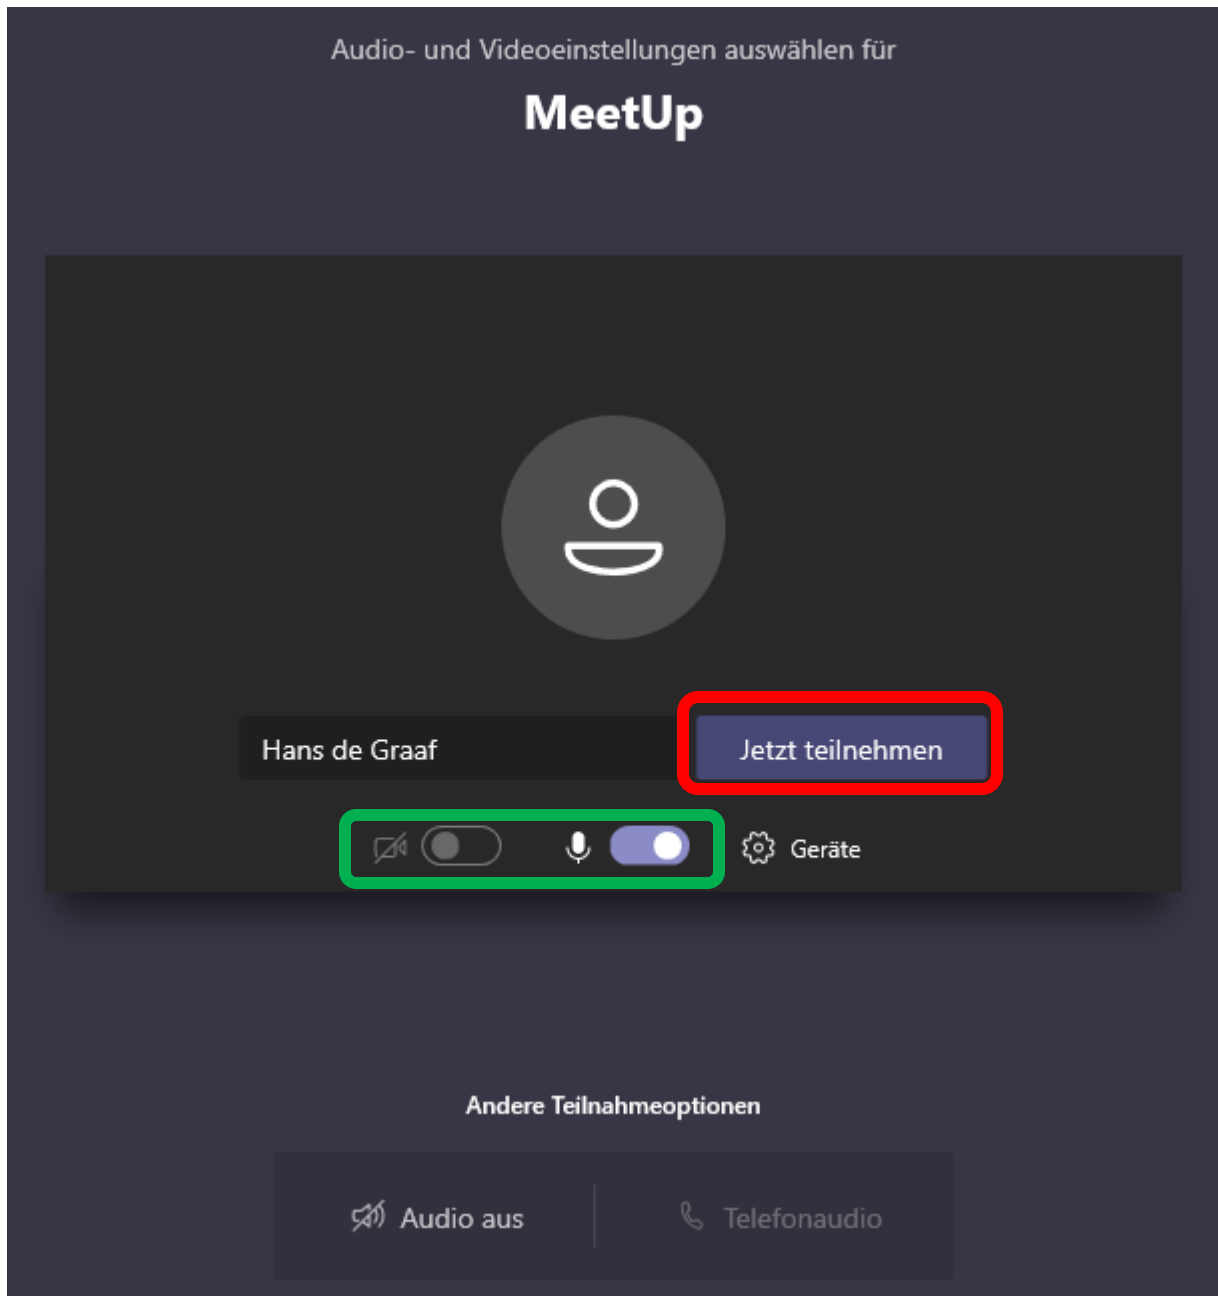 Audio- und Videoeinstellungen auswählen für
MeetUp
Hans de Graaf
Jetzt teilnehmen
Geräte
Andere Teilnahmeoptionen
Audio aus
Telefonaudio